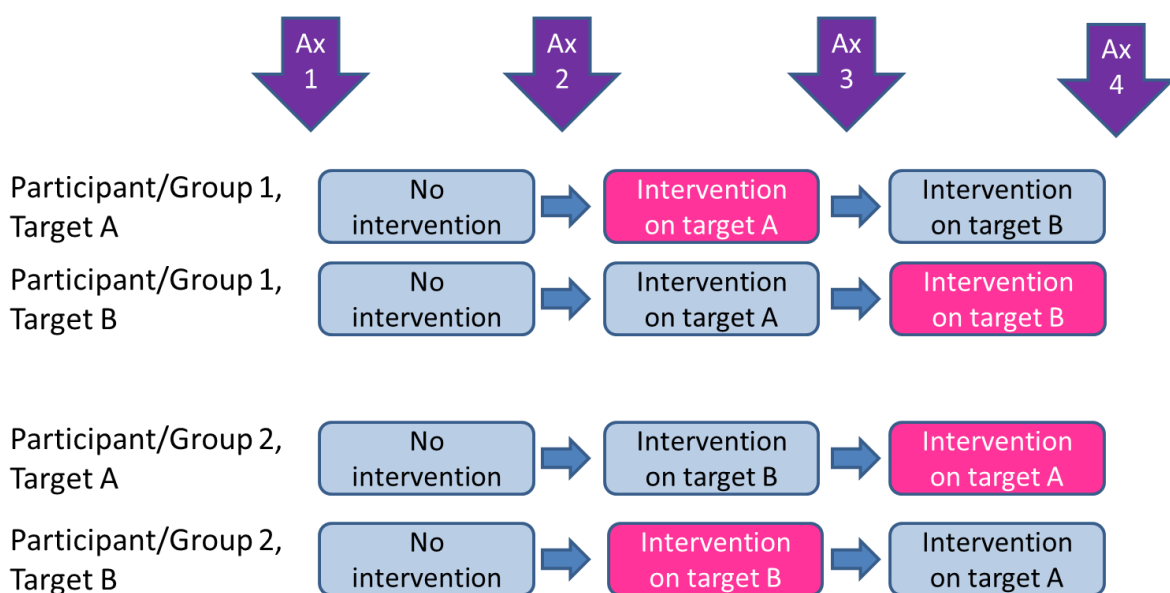 Ax
1
Ax
2
Ax
3
Ax
4
Participant/Group 1,
Target A
No
intervention
Intervention
on target A
Intervention
on target B
Participant/Group 1,
Target B
No
intervention
Intervention
on target A
Intervention
on target B
Participant/Group 2,
Target A
No
intervention
Intervention
on target B
Intervention
on target A
Participant/Group 2,
Target B
No
intervention
Intervention
on target B
Intervention
on target A